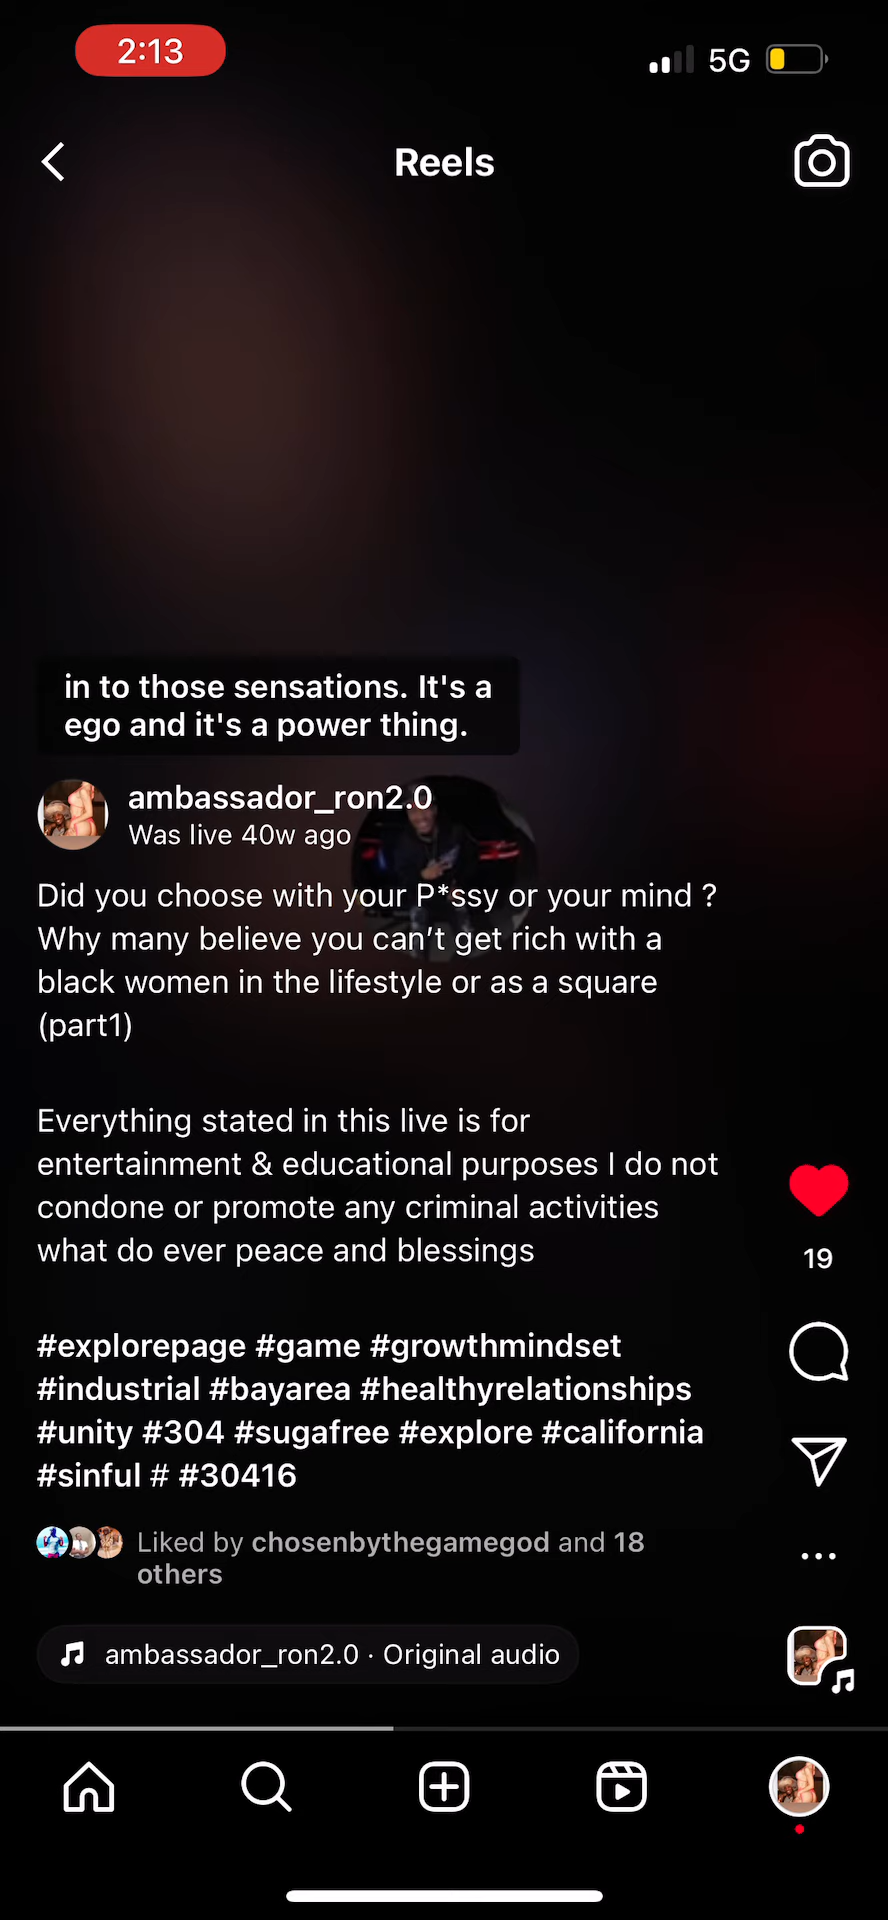 2:13
5G
Reels
in to those sensations. It's a
ego and it's a power thing.
ambassador_ron2.0
Was live 40w ago
Did you choose with your P*ssy or your mind ?
Why many believe you can’t get rich with a
black women in the lifestyle or as a square
(part1)
Everything stated in this live is for
entertainment & educational purposes I do not
condone or promote any criminal activities
what do ever peace and blessings
#explorepage #game #growthmindset
#industrial #bayarea #healthyrelationships
#unity #304 #sugafree #explore #california
#sinful # #30416
19
Liked by chosenbythegamegod and 18
others
ambassador_ron2.0 · Original audio